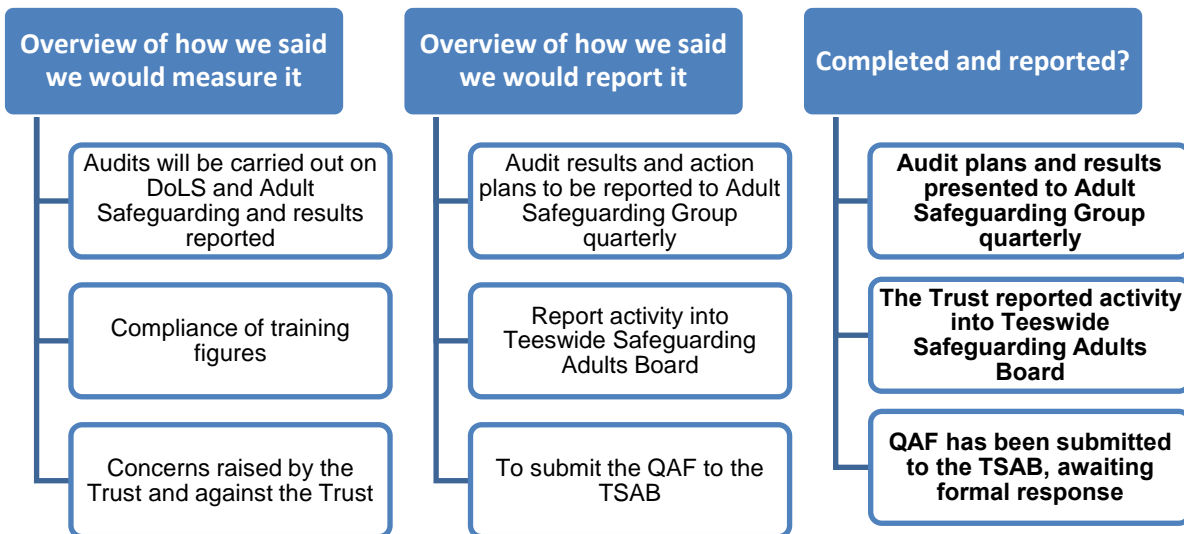 Overview of how we said
we would measure it
Audits will be carried out on
DoLS and Adult
Safeguarding and results
reported
Compliance of training
figures
Concerns raised by the
Trust and against the Trust
Overview of how we said
we would report it
Audit results and action
plans to be reported to Adult
Safeguarding Group
quarterly
Report activity into
Teeswide Safeguarding
Adults Board
To submit the QAF to the
TSAB
Completed and reported?
Audit plans and results
presented to Adult
Safeguarding Group
quarterly
The Trust reported activity
into Teeswide
Safeguarding Adults
Board
QAF has been submitted
to the TSAB, awaiting
formal response